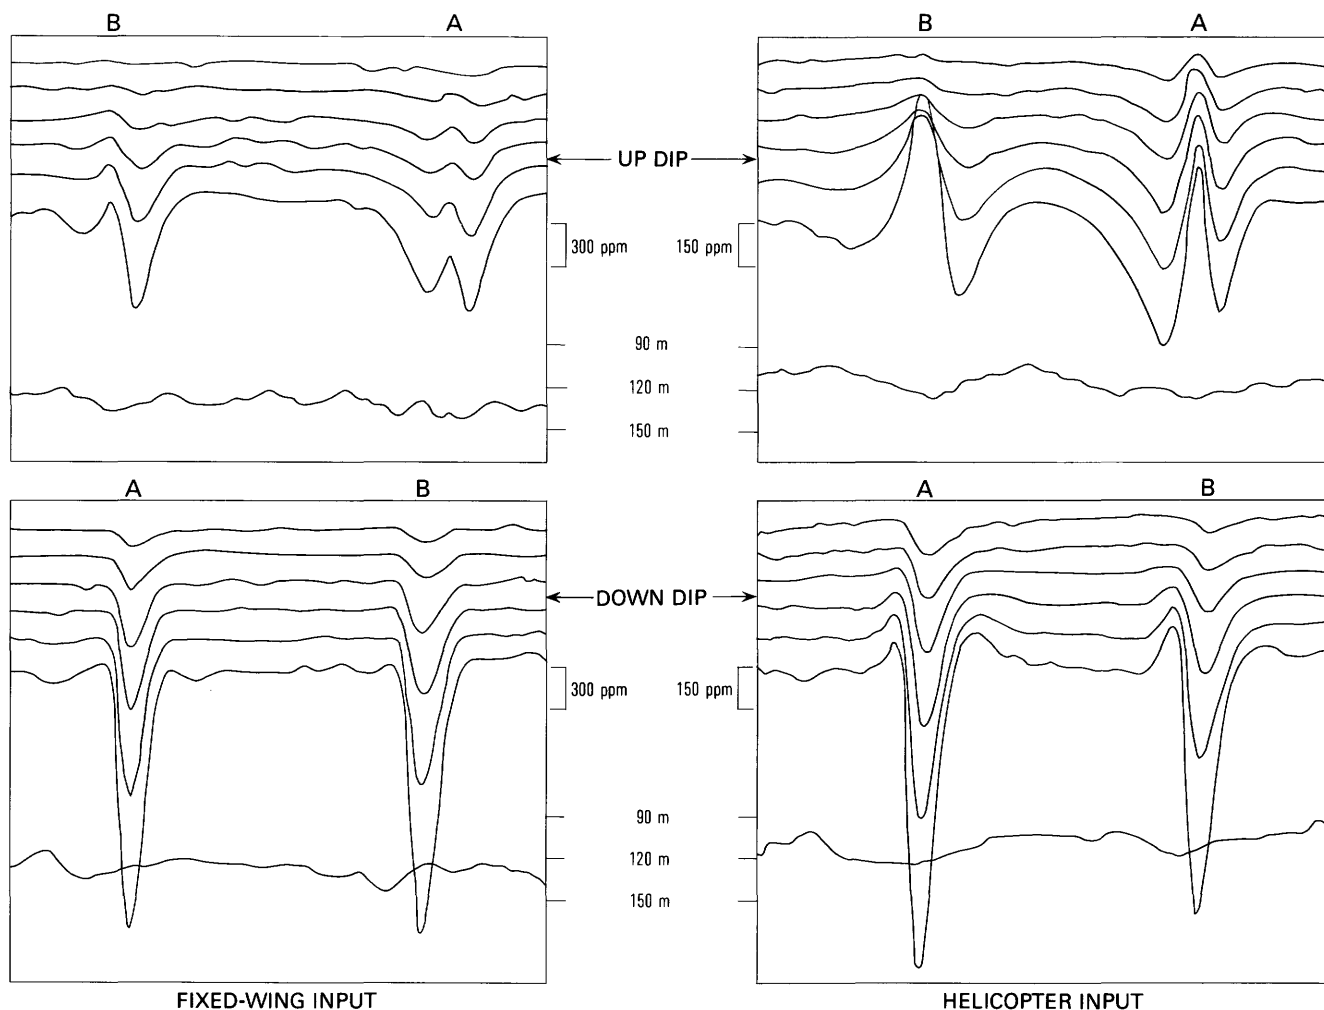 B A B A
UP DIP
300 ppm 150 ppm
90 m
120 m
150 m
A B A B
DOWN DIP
300 ppm 150 ppm
90 m
120 m
150 m
FIXED-WING INPUT HELICOPTER INPUT